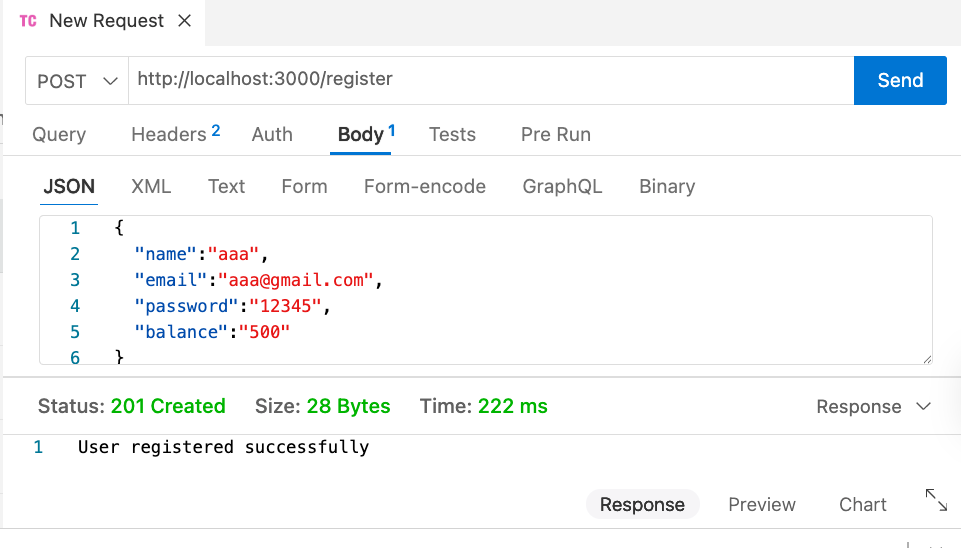 TC New Request ×
POST http://localhost:3000/register Send
Query Headers 2 Auth Body 1 Tests Pre Run
JSON XML Text Form Form-encode GraphQL Binary
1 {
2 "name":"aaa",
3 "email":"aaa@gmail.com",
4 "password":"12345",
5 "balance":"500"
6 }
Status: 201 Created Size: 28 Bytes Time: 222 ms Response
1 User registered successfully
Response Preview Chart